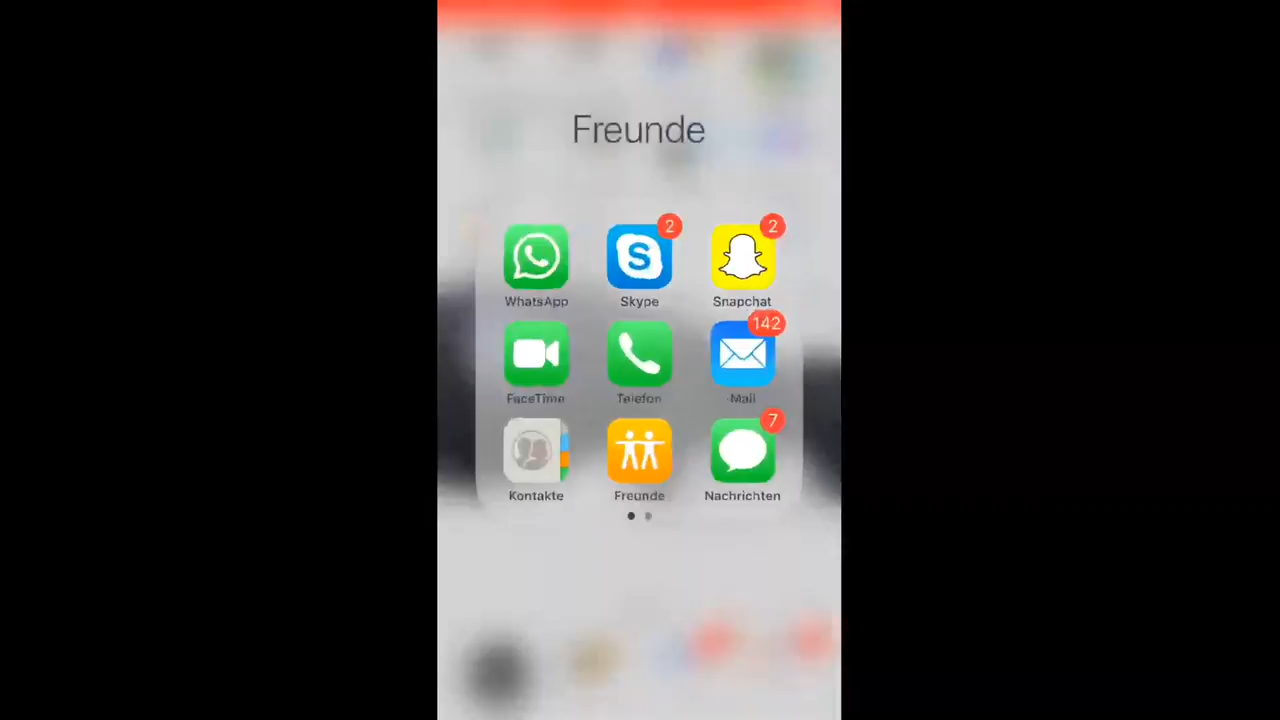 Freunde
2 2
WhatsApp Skype Snapchat
142
FaceTime Telefon Mail
7
Kontakte Freunde Nachrichten